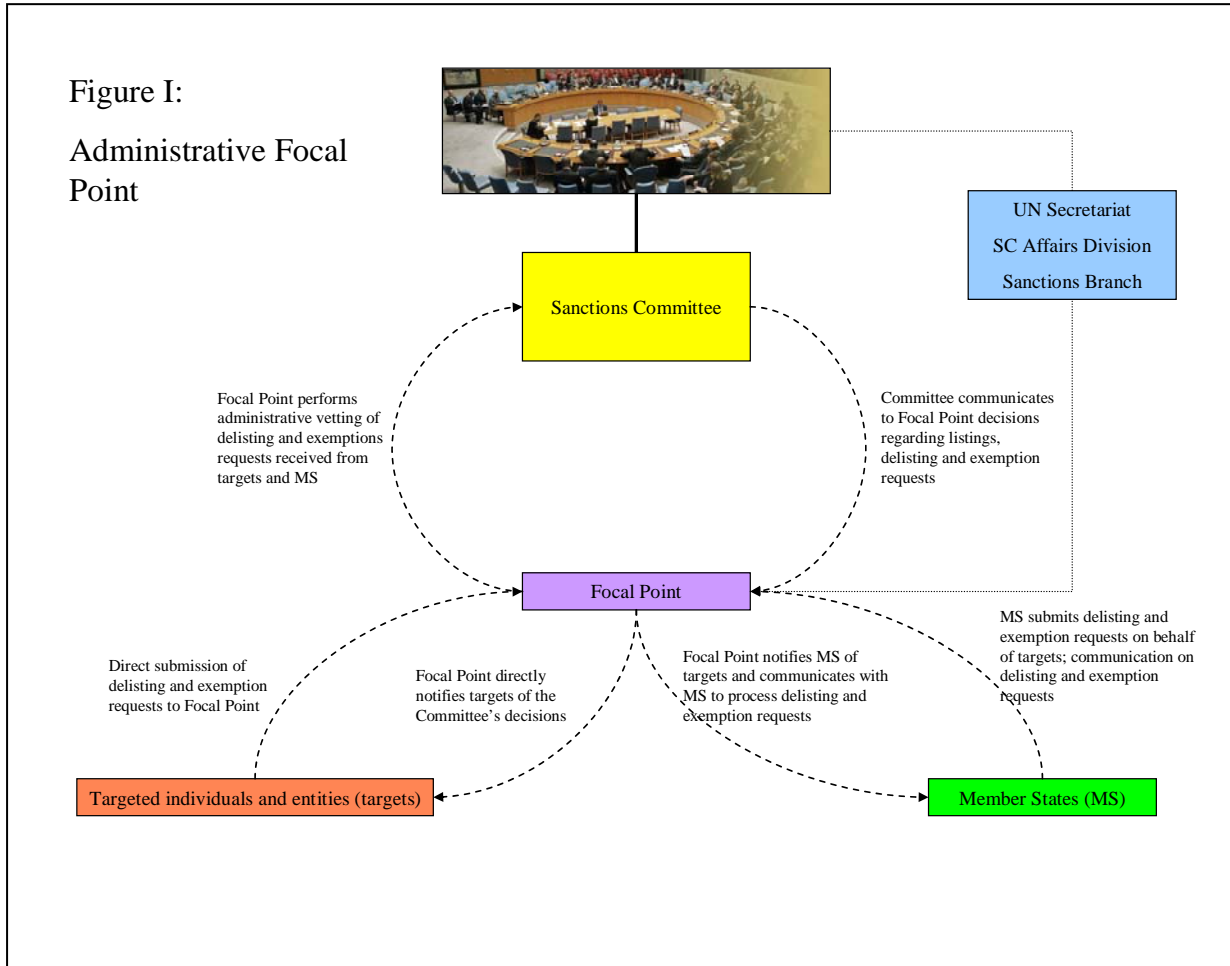 Figure I:
Administrative Focal
Point
UN Secretariat
SC Affairs Division
Sanctions Branch
Sanctions Committee
Focal Point performs
administrative vetting of
delisting and exemptions
requests received from
targets and MS
Committee communicates
to Focal Point decisions
regarding listings,
delisting and exemption
requests
Focal Point
Direct submission of
delisting and exemption
requests to Focal Point
Focal Point directly
notifies targets of the
Committee’s decisions
Focal Point notifies MS of
targets and communicates with
MS to process delisting and
exemption requests
MS submits delisting and
exemption requests on behalf
of targets; communication on
delisting and exemption
requests
Targeted individuals and entities (targets)
Member States (MS)